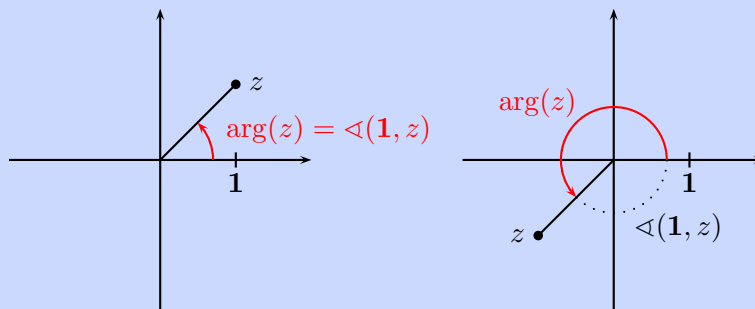 z
arg(z) = ∢(𝟏, z)
𝟏
arg(z)
𝟏
z
∢(𝟏, z)